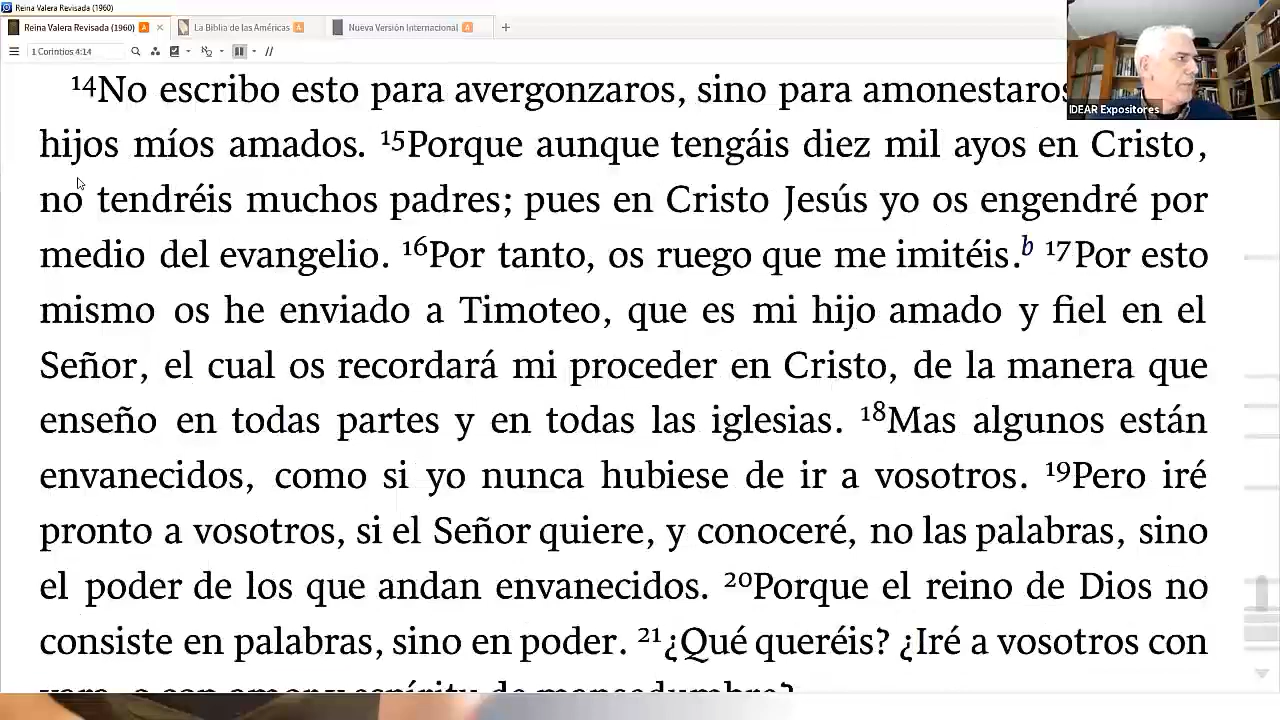 Reina Valera Revisada (1960)
Reina Valera Revisada (1960) A × La Biblia de las Américas A Nueva Versión Internacional A +
1 Corintios 4:14
IDEAR Expositores
14No escribo esto para avergonzaros, sino para amonestaros
hijos míos amados. 15Porque aunque tengáis diez mil ayos en Cristo,
no tendréis muchos padres; pues en Cristo Jesús yo os engendré por
medio del evangelio. 16Por tanto, os ruego que me imitéis.b 17Por esto
mismo os he enviado a Timoteo, que es mi hijo amado y fiel en el
Señor, el cual os recordará mi proceder en Cristo, de la manera que
enseño en todas partes y en todas las iglesias. 18Mas algunos están
envanecidos, como si yo nunca hubiese de ir a vosotros. 19Pero iré
pronto a vosotros, si el Señor quiere, y conoceré, no las palabras, sino
el poder de los que andan envanecidos. 20Porque el reino de Dios no
consiste en palabras, sino en poder. 21¿Qué queréis? ¿Iré a vosotros con
vara, o con amor y espíritu de mansedumbre?